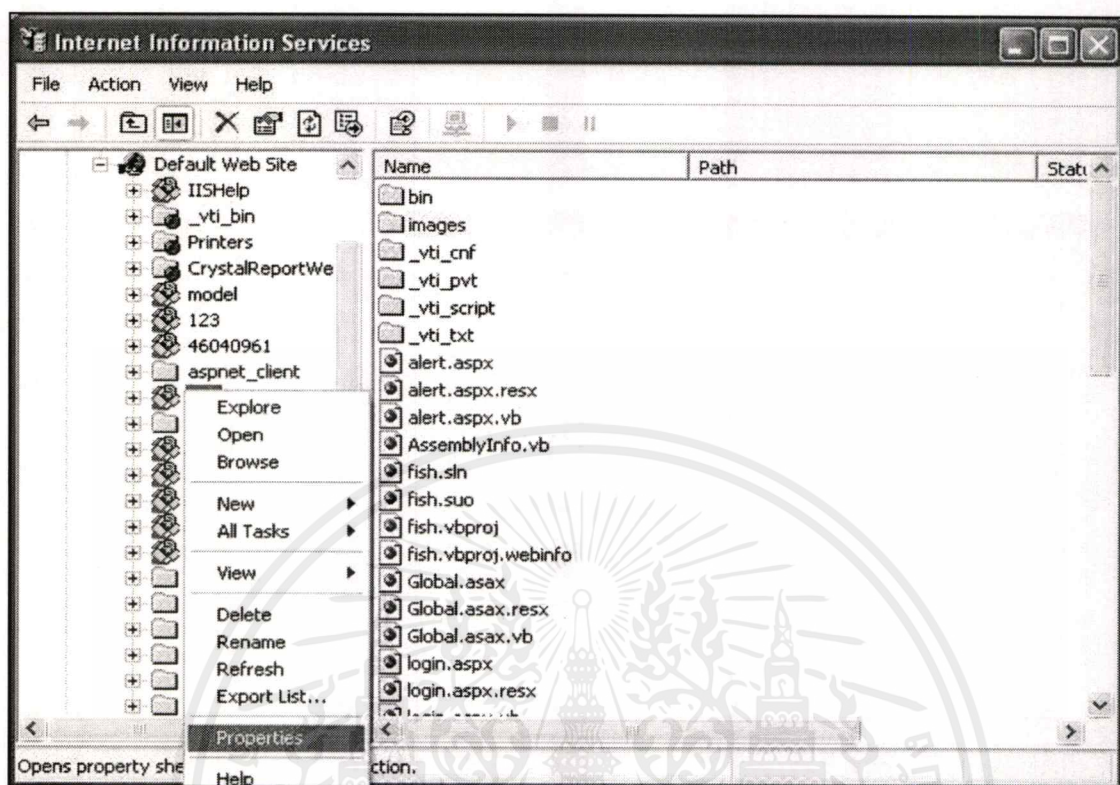 Internet Information Services
File Action View Help
Default Web Site
IISHelp
_vti_bin
Printers
CrystalReportWe
model
123
46040961
aspnet_client
Explore
Open
Browse
New
All Tasks
View
Delete
Rename
Refresh
Export List...
Properties
Help
Name Path Statu
bin
images
_vti_cnf
_vti_pvt
_vti_script
_vti_txt
alert.aspx
alert.aspx.resx
alert.aspx.vb
AssemblyInfo.vb
fish.sln
fish.suo
fish.vbproj
fish.vbproj.webinfo
Global.asax
Global.asax.resx
Global.asax.vb
login.aspx
login.aspx.resx
Opens property she ction.